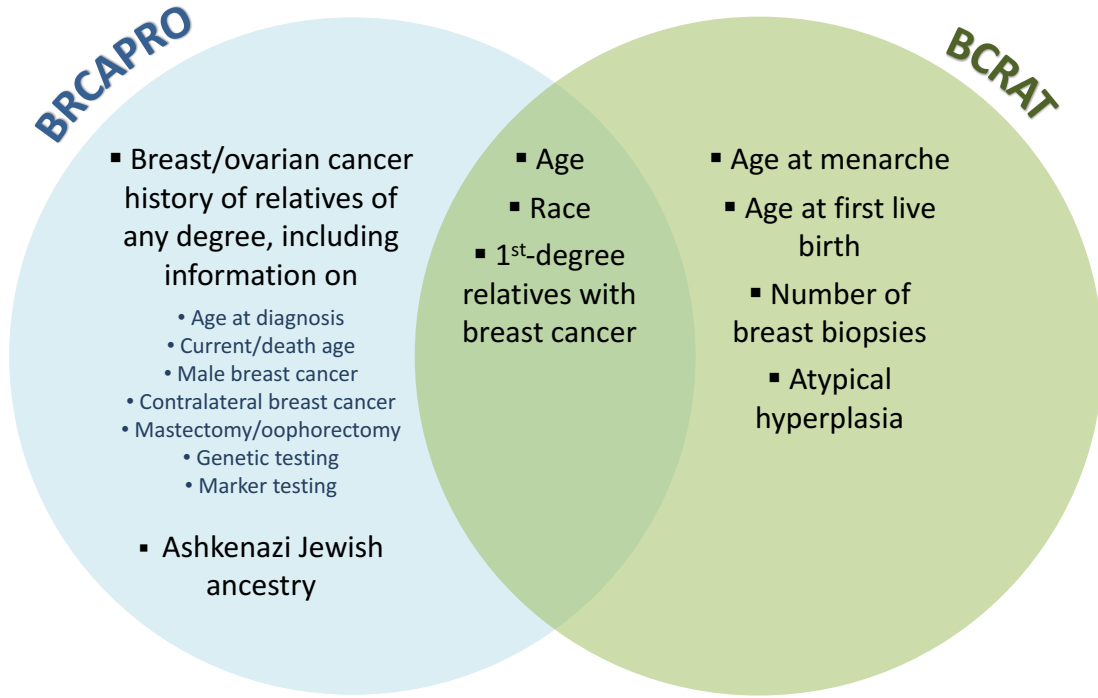 BRCAPRO
▪ Breast/ovarian cancer
history of relatives of
any degree, including
information on
• Age at diagnosis
• Current/death age
• Male breast cancer
• Contralateral breast cancer
• Mastectomy/oophorectomy
• Genetic testing
• Marker testing
▪ Ashkenazi Jewish
ancestry
▪ Age
▪ Race
▪ 1st-degree
relatives with
breast cancer
BCRAT
▪ Age at menarche
▪ Age at first live
birth
▪ Number of
breast biopsies
▪ Atypical
hyperplasia